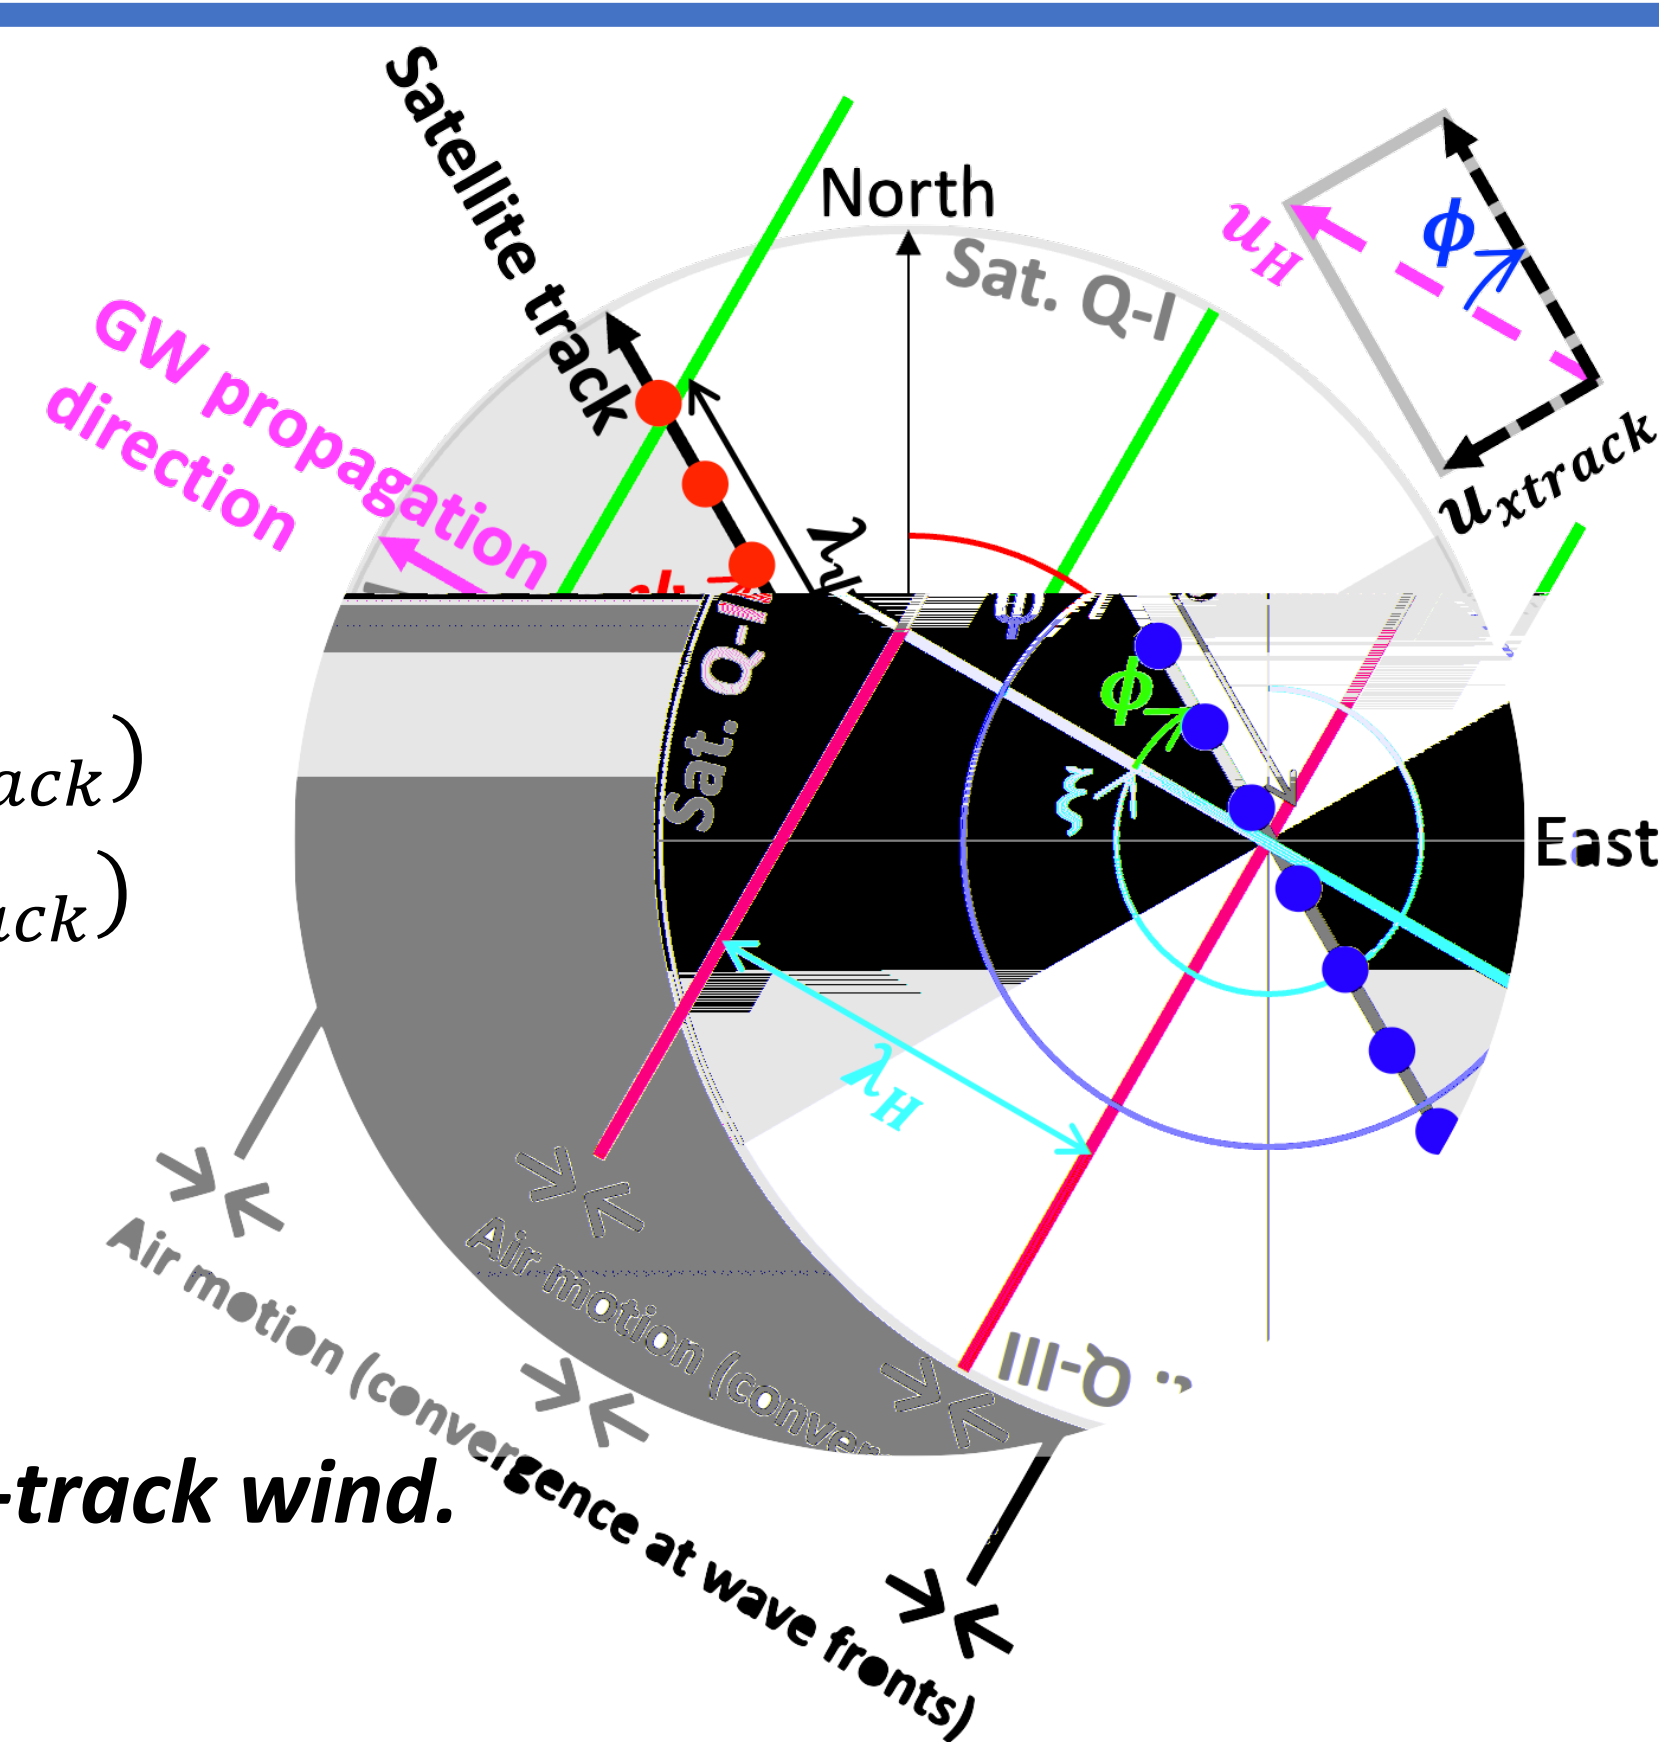 Satellite track
North
Sat. Q-I
u_H
ϕ
u_xtrack
GW propagation
direction
λ
Sat. Q-II
ψ
ϕ
ξ
East
ack)
ack)
λ_H
Q-III
Air motion (conver
Air motion (convergence at wave fronts)
-track wind.